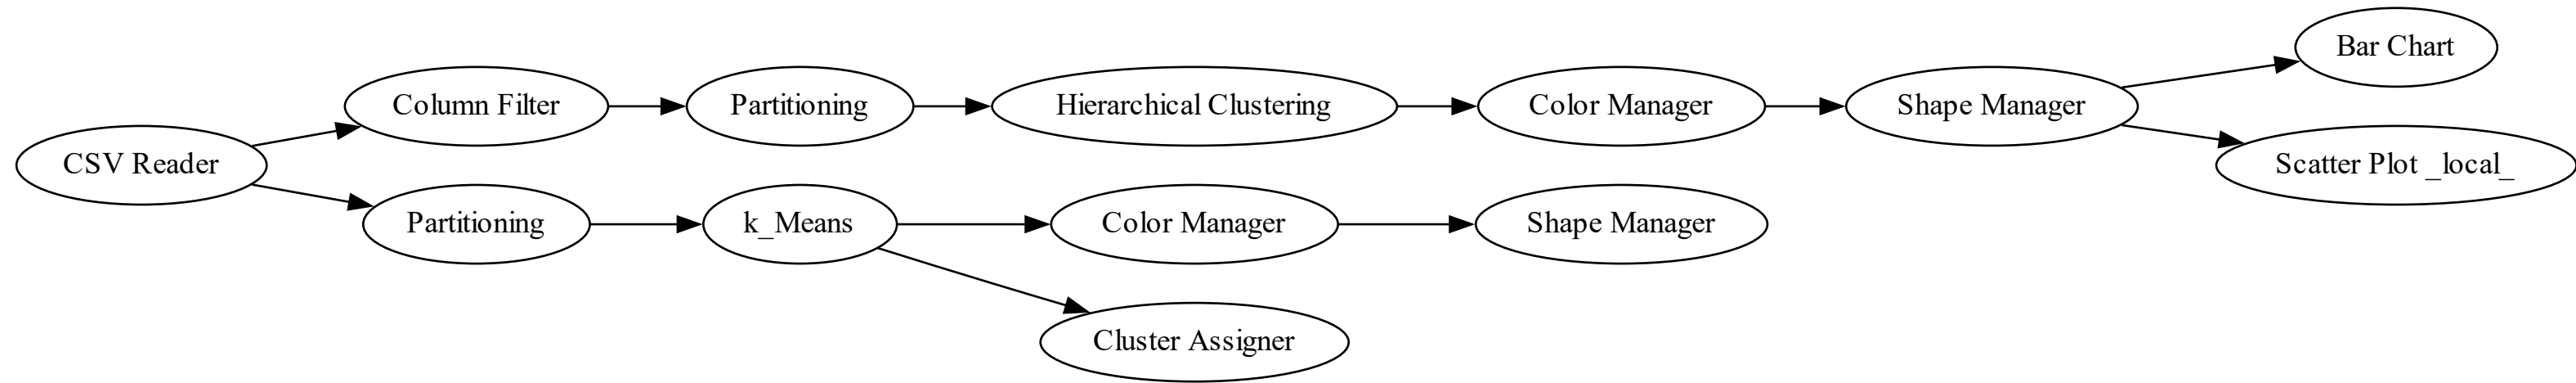 CSV Reader
Column Filter
Partitioning
Hierarchical Clustering
Color Manager
Shape Manager
Bar Chart
Scatter Plot _local_
Partitioning
k_Means
Color Manager
Shape Manager
Cluster Assigner